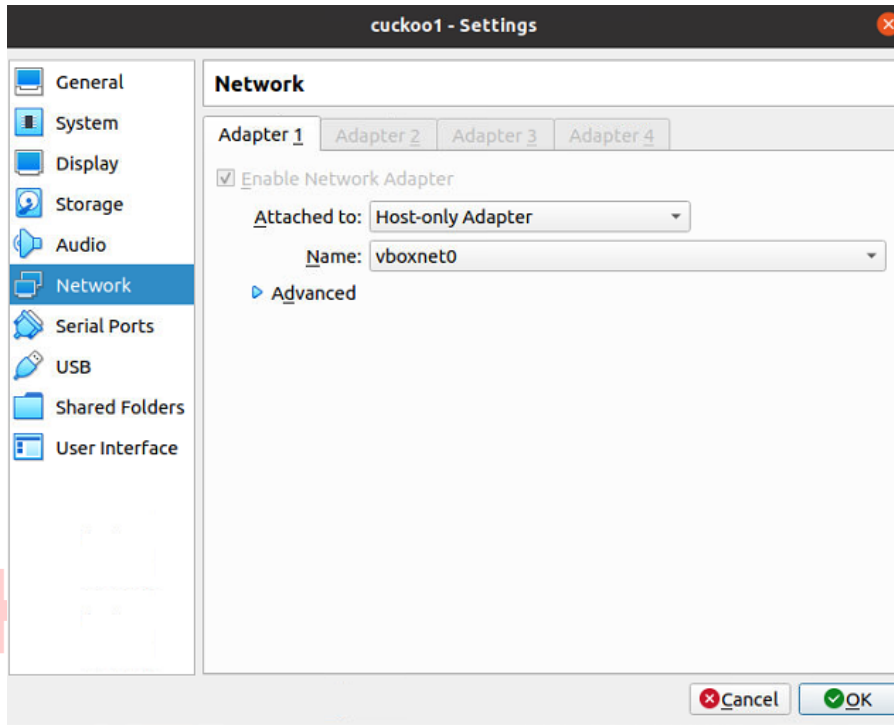 cuckoo1 - Settings
General
System
Display
Storage
Audio
Network
Serial Ports
USB
Shared Folders
User Interface
Network
Adapter 1 Adapter 2 Adapter 3 Adapter 4
Enable Network Adapter
Attached to: Host-only Adapter
Name: vboxnet0
Advanced
Cancel OK